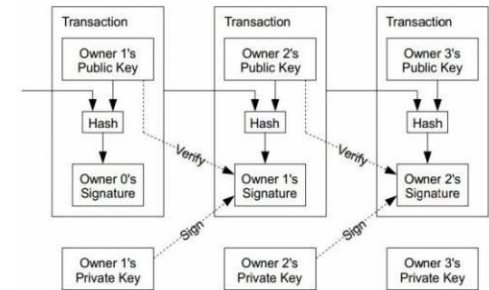 Transaction
Transaction
Transaction
Owner 1's
Public Key
Owner 2's
Public Key
Owner 3's
Public Key
Hash
Hash
Hash
Verify
Verify
Owner 0's
Signature
Owner 1's
Signature
Owner 2's
Signature
Sign
Sign
Owner 1's
Private Key
Owner 2's
Private Key
Owner 3's
Private Key